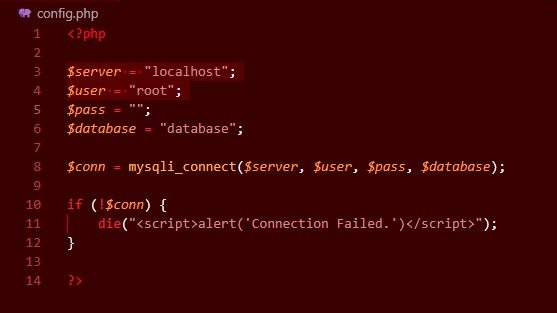 config.php
1 <?php
2
3 $server = "localhost";
4 $user = "root";
5 $pass = "";
6 $database = "database";
7
8 $conn = mysqli_connect($server, $user, $pass, $database);
9
10 if (!$conn) {
11     die("<script>alert('Connection Failed.')</script>");
12 }
13
14 ?>